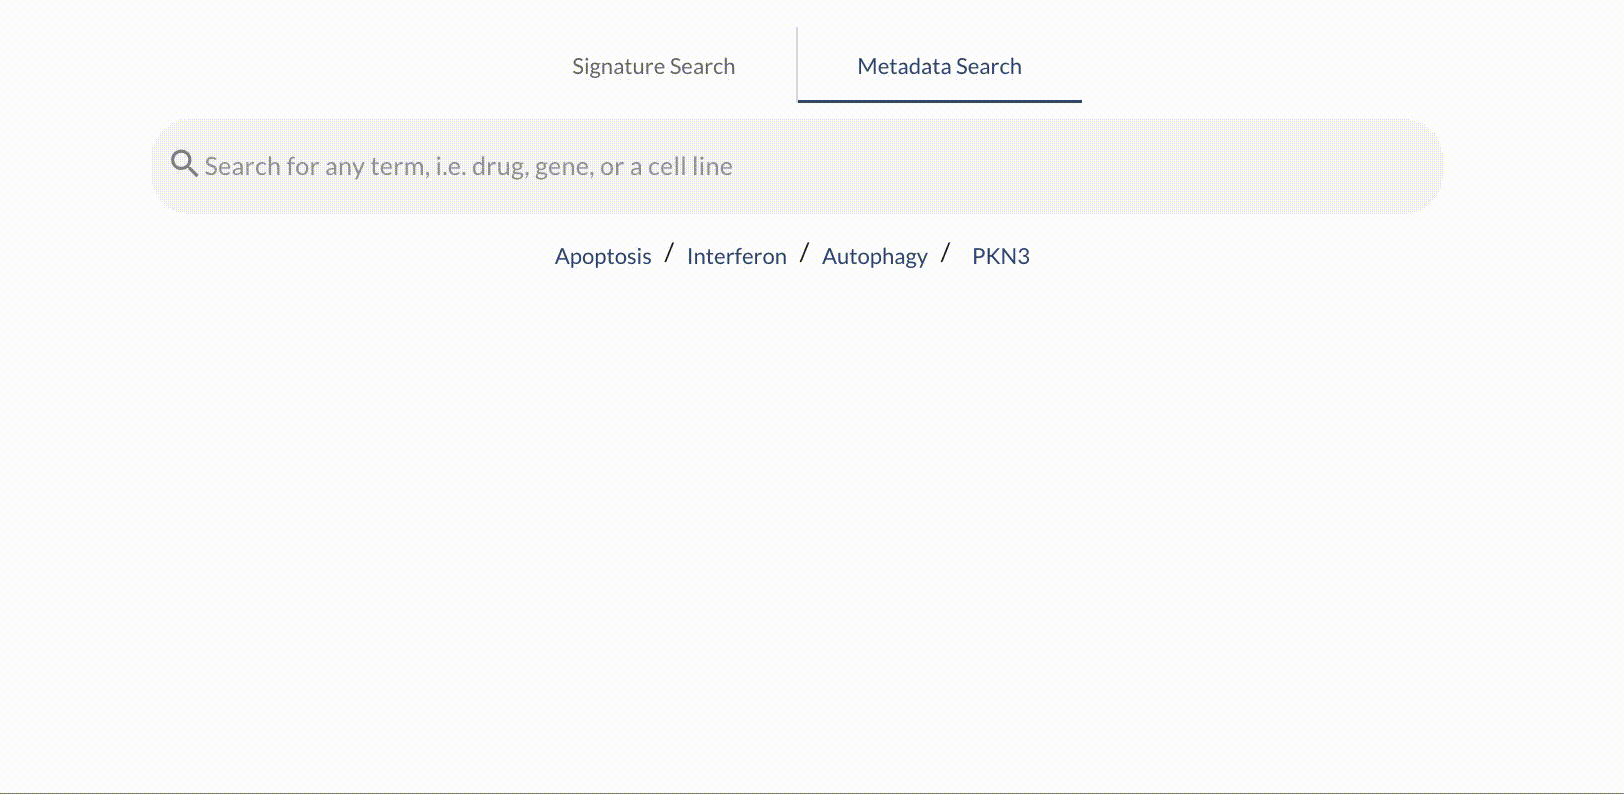 Signature Search Metadata Search
Search for any term, i.e. drug, gene, or a cell line
Apoptosis / Interferon / Autophagy / PKN3